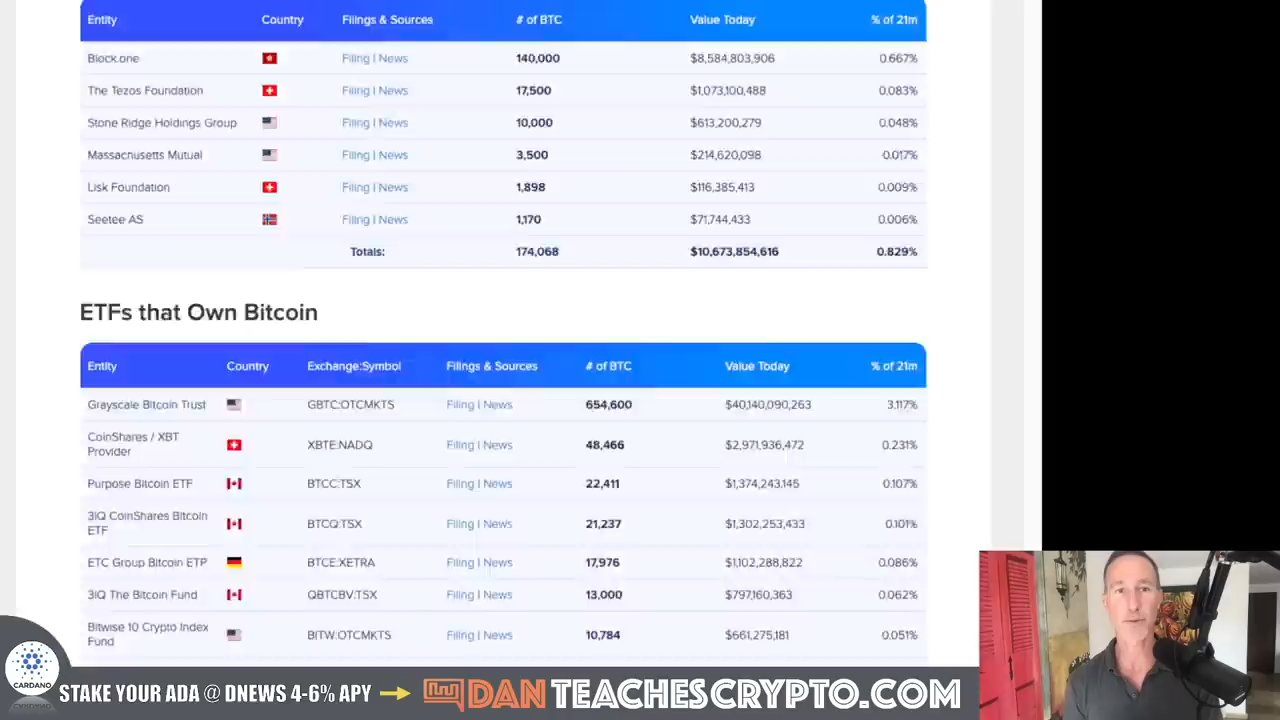 Entity Country Filings & Sources # of BTC Value Today % of 21m
Block.one Filing | News 140,000 $8,584,803,906 0.667%
The Tezos Foundation Filing | News 17,500 $1,073,100,488 0.083%
Stone Ridge Holdings Group Filing | News 10,000 $613,200,279 0.048%
Massachusetts Mutual Filing | News 3,500 $214,620,098 0.017%
Lisk Foundation Filing | News 1,898 $116,385,413 0.009%
Seetee AS Filing | News 1,170 $71,744,433 0.006%
Totals: 174,068 $10,673,854,616 0.829%
ETFs that Own Bitcoin
Entity Country Exchange:Symbol Filings & Sources # of BTC Value Today % of 21m
Grayscale Bitcoin Trust GBTC:OTCMKTS Filing | News 654,600 $40,140,090,263 3.117%
CoinShares / XBT
Provider XBTE:NADQ Filing | News 48,466 $2,971,936,472 0.231%
Purpose Bitcoin ETF BTCC:TSX Filing | News 22,411 $1,374,243,145 0.107%
3iQ CoinShares Bitcoin
ETF BTCQ:TSX Filing | News 21,237 $1,302,253,433 0.101%
ETC Group Bitcoin ETP BTCE:XETRA Filing | News 17,976 $1,102,288,822 0.086%
3iQ The Bitcoin Fund QBTCBV:TSX Filing | News 13,000 $797,160,363 0.062%
Bitwise 10 Crypto Index
Fund BITW:OTCMKTS Filing | News 10,784 $661,275,181 0.051%
CARDANO
STAKE YOUR ADA @ DNEWS 4-6% APY DANTEACHESCRYPTO.COM